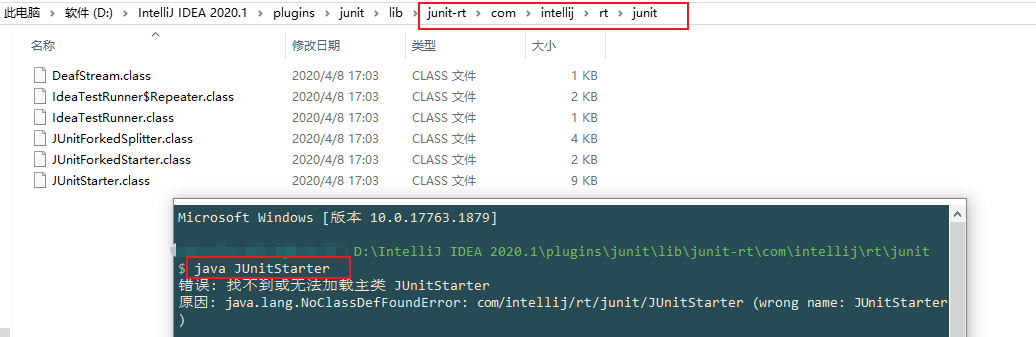 此电脑 › 软件 (D:) › IntelliJ IDEA 2020.1 › plugins › junit › lib › junit-rt › com › intellij › rt › junit
名称 修改日期 类型 大小
DeafStream.class 2020/4/8 17:03 CLASS 文件 1 KB
IdeaTestRunner$Repeater.class 2020/4/8 17:03 CLASS 文件 2 KB
IdeaTestRunner.class 2020/4/8 17:03 CLASS 文件 1 KB
JUnitForkedSplitter.class 2020/4/8 17:03 CLASS 文件 4 KB
JUnitForkedStarter.class 2020/4/8 17:03 CLASS 文件 2 KB
JUnitStarter.class 2020/4/8 17:03 CLASS 文件 9 KB
Microsoft Windows [版本 10.0.17763.1879]
D:\IntelliJ IDEA 2020.1\plugins\junit\lib\junit-rt\com\intellij\rt\junit
$ java JUnitStarter
错误: 找不到或无法加载主类 JUnitStarter
原因: java.lang.NoClassDefFoundError: com/intellij/rt/junit/JUnitStarter (wrong name: JUnitStarter
)